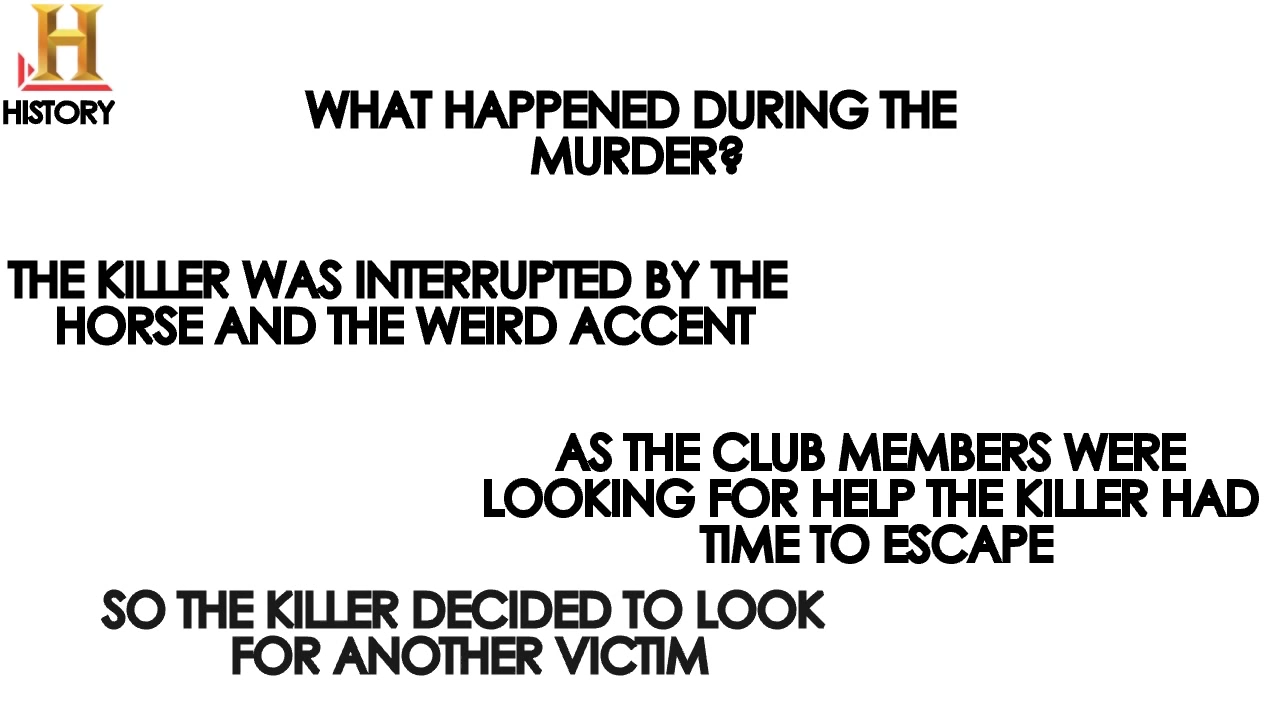 HISTORY
WHAT HAPPENED DURING THE
MURDER?
THE KILLER WAS INTERRUPTED BY THE
HORSE AND THE WEIRD ACCENT
AS THE CLUB MEMBERS WERE
LOOKING FOR HELP THE KILLER HAD
TIME TO ESCAPE
SO THE KILLER DECIDED TO LOOK
FOR ANOTHER VICTIM